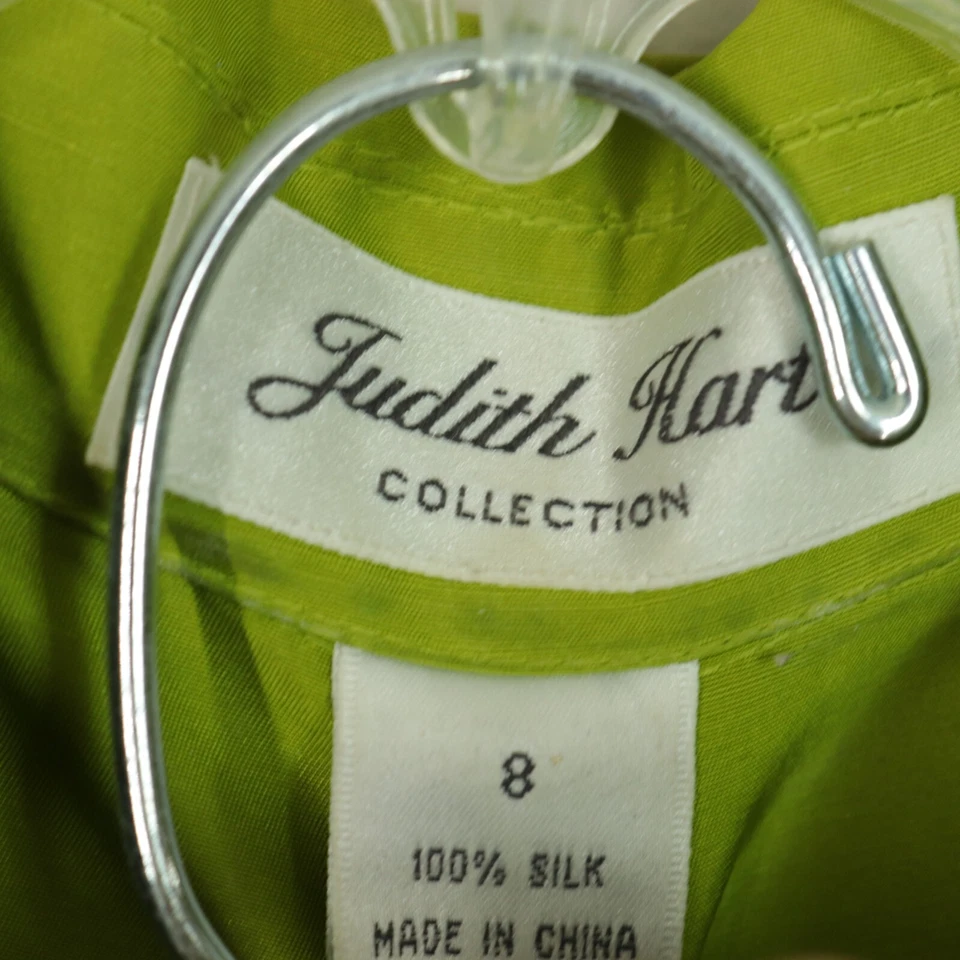 Judith Hart
COLLECTION
8
100% SILK
MADE IN CHINA